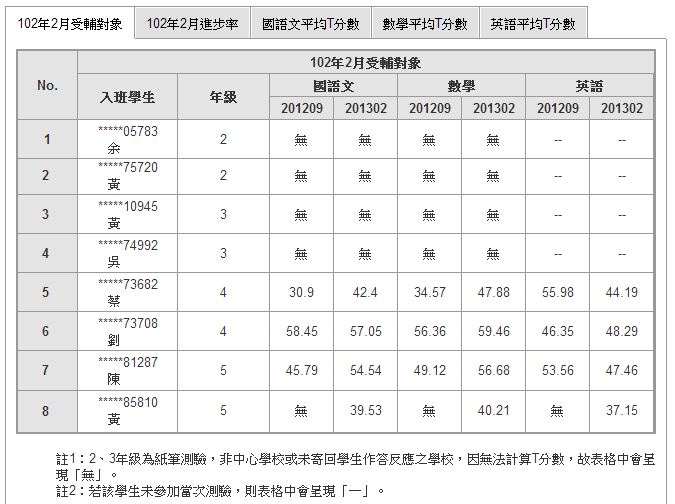 102年2月受輔對象 102年2月進步率 國語文平均T分數 數學平均T分數 英語平均T分數
No. 102年2月受輔對象
入班學生 年級 國語文 數學 英語
201209 201302 201209 201302 201209 201302
1 *****05783 余 2 無 無 無 無 -- --
2 *****75720 黃 2 無 無 無 無 -- --
3 *****10945 黃 3 無 無 無 無 -- --
4 *****74992 吳 3 無 無 無 無 -- --
5 *****73682 蔡 4 30.9 42.4 34.57 47.88 55.98 44.19
6 *****73708 劉 4 58.45 57.05 56.36 59.46 46.35 48.29
7 *****81287 陳 5 45.79 54.54 49.12 56.68 53.56 47.46
8 *****85810 黃 5 無 39.53 無 40.21 無 37.15
註1：2、3年級為紙筆測驗，非中心學校或未寄回學生作答反應之學校，因無法計算T分數，故表格中會呈
現「無」。
註2：若該學生未參加當次測驗，則表格中會呈現「—」。